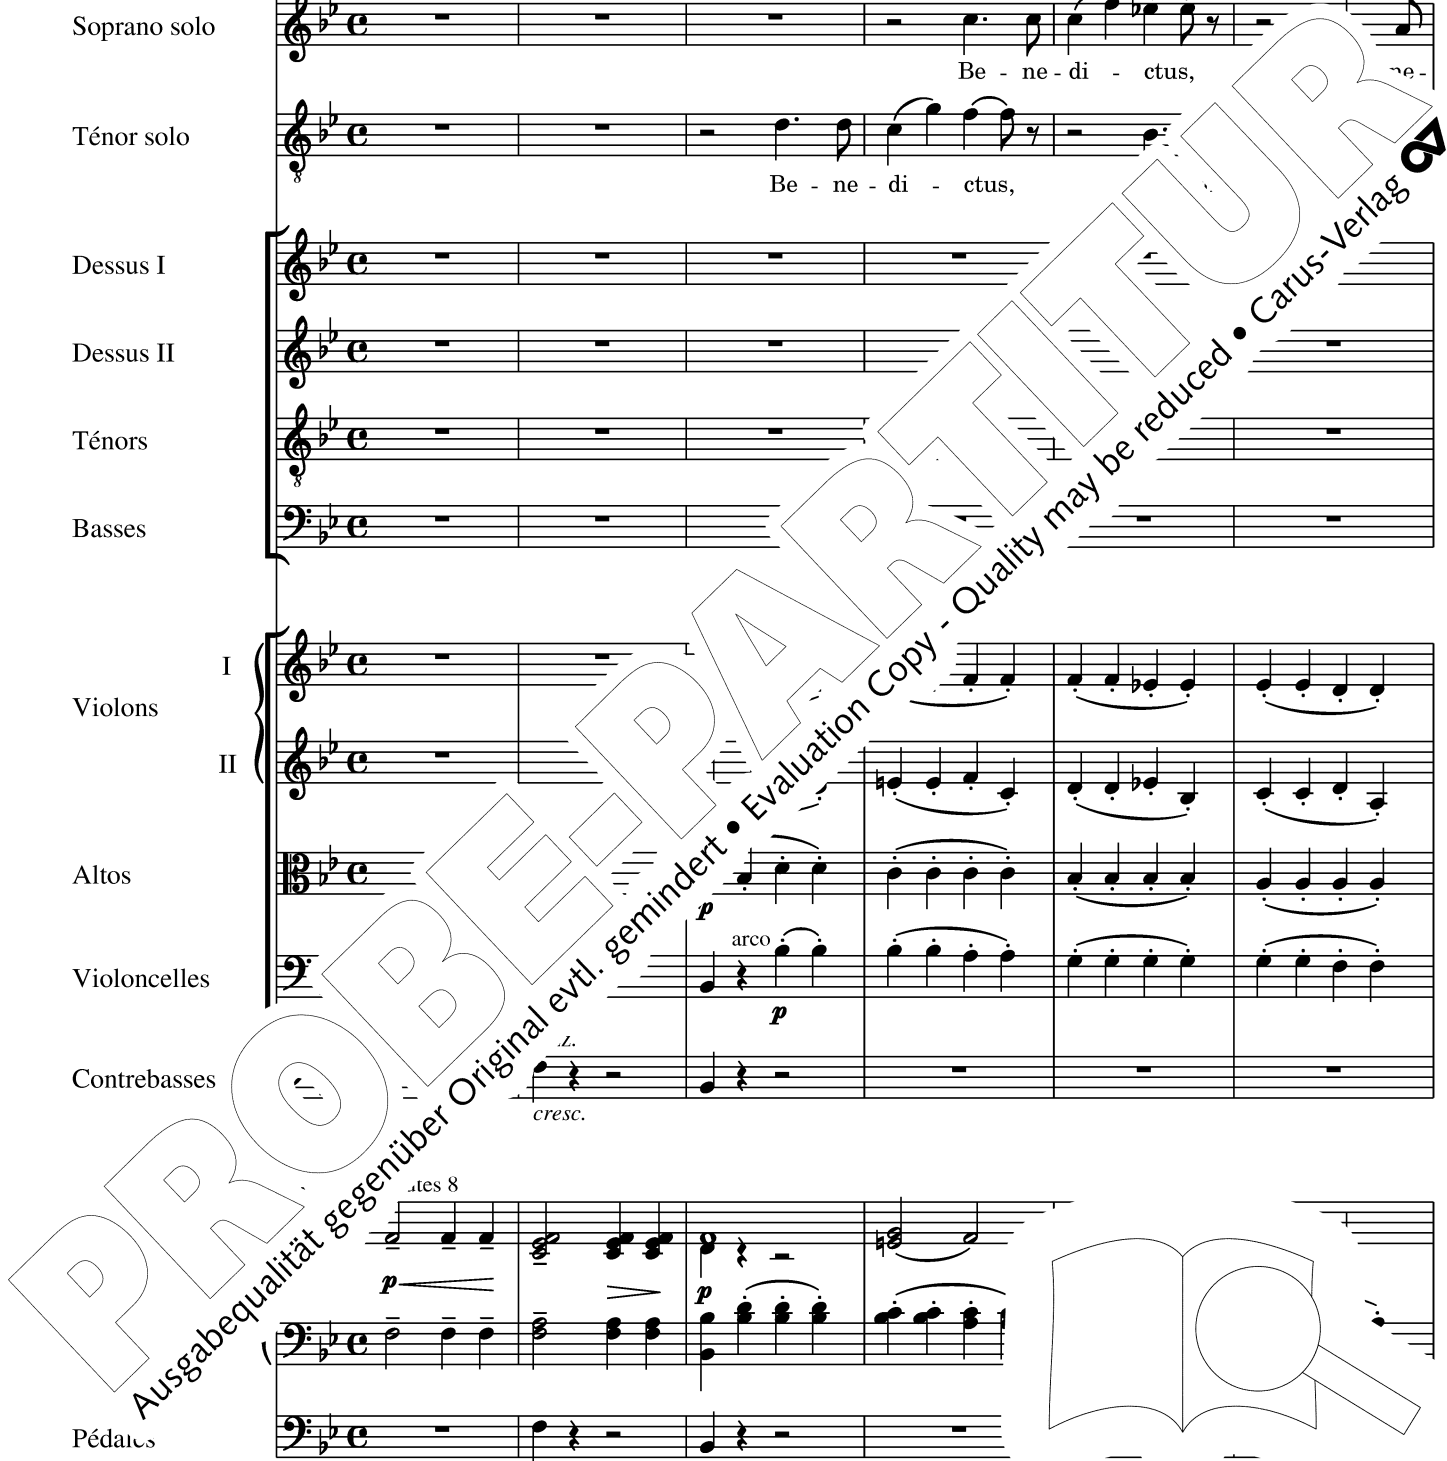 Soprano solo
Be - ne - di - ctus, ne -
Ténor solo
Be - ne - di - ctus,
Dessus I
Dessus II
Ténors
Basses
I
Violons
II
Altos
p
arco
Violoncelles
p
Contrebasses
cresc.
8
p
p
PROBE-PARTITUR
Ausgabequalität gegenüber Original evtl. gemindert • Evaluation Copy - Quality may be reduced • Carus-Verlag